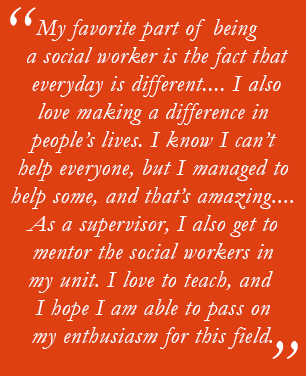 “My favorite part of being
a social worker is the fact that
everyday is different.... I also
love making a difference in
people’s lives. I know I can’t
help everyone, but I managed to
help some, and that’s amazing....
As a supervisor, I also get to
mentor the social workers in
my unit. I love to teach, and
I hope I am able to pass on
my enthusiasm for this field.”